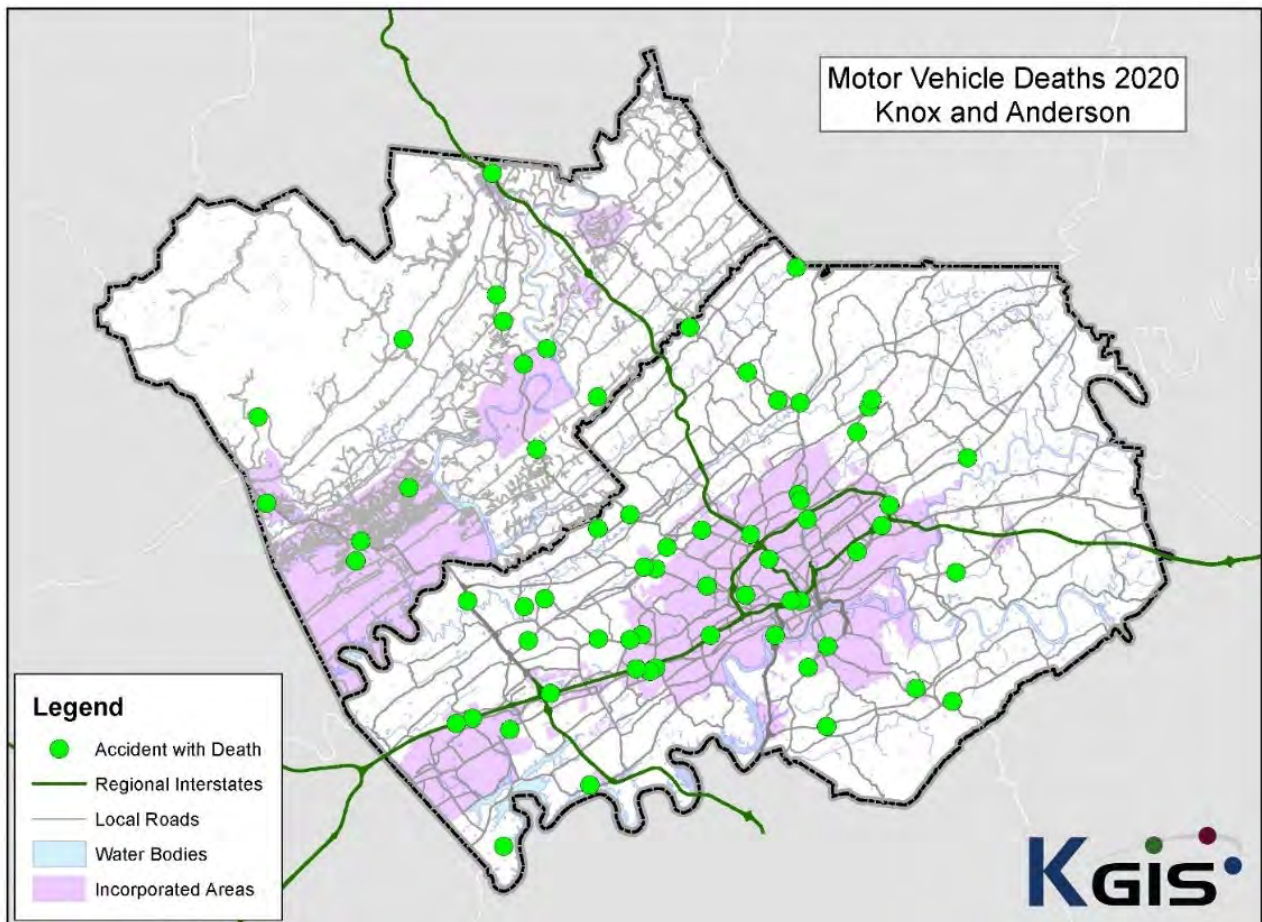 Motor Vehicle Deaths 2020
Knox and Anderson
Legend
Accident with Death
Regional Interstates
Local Roads
Water Bodies
Incorporated Areas
KGIS